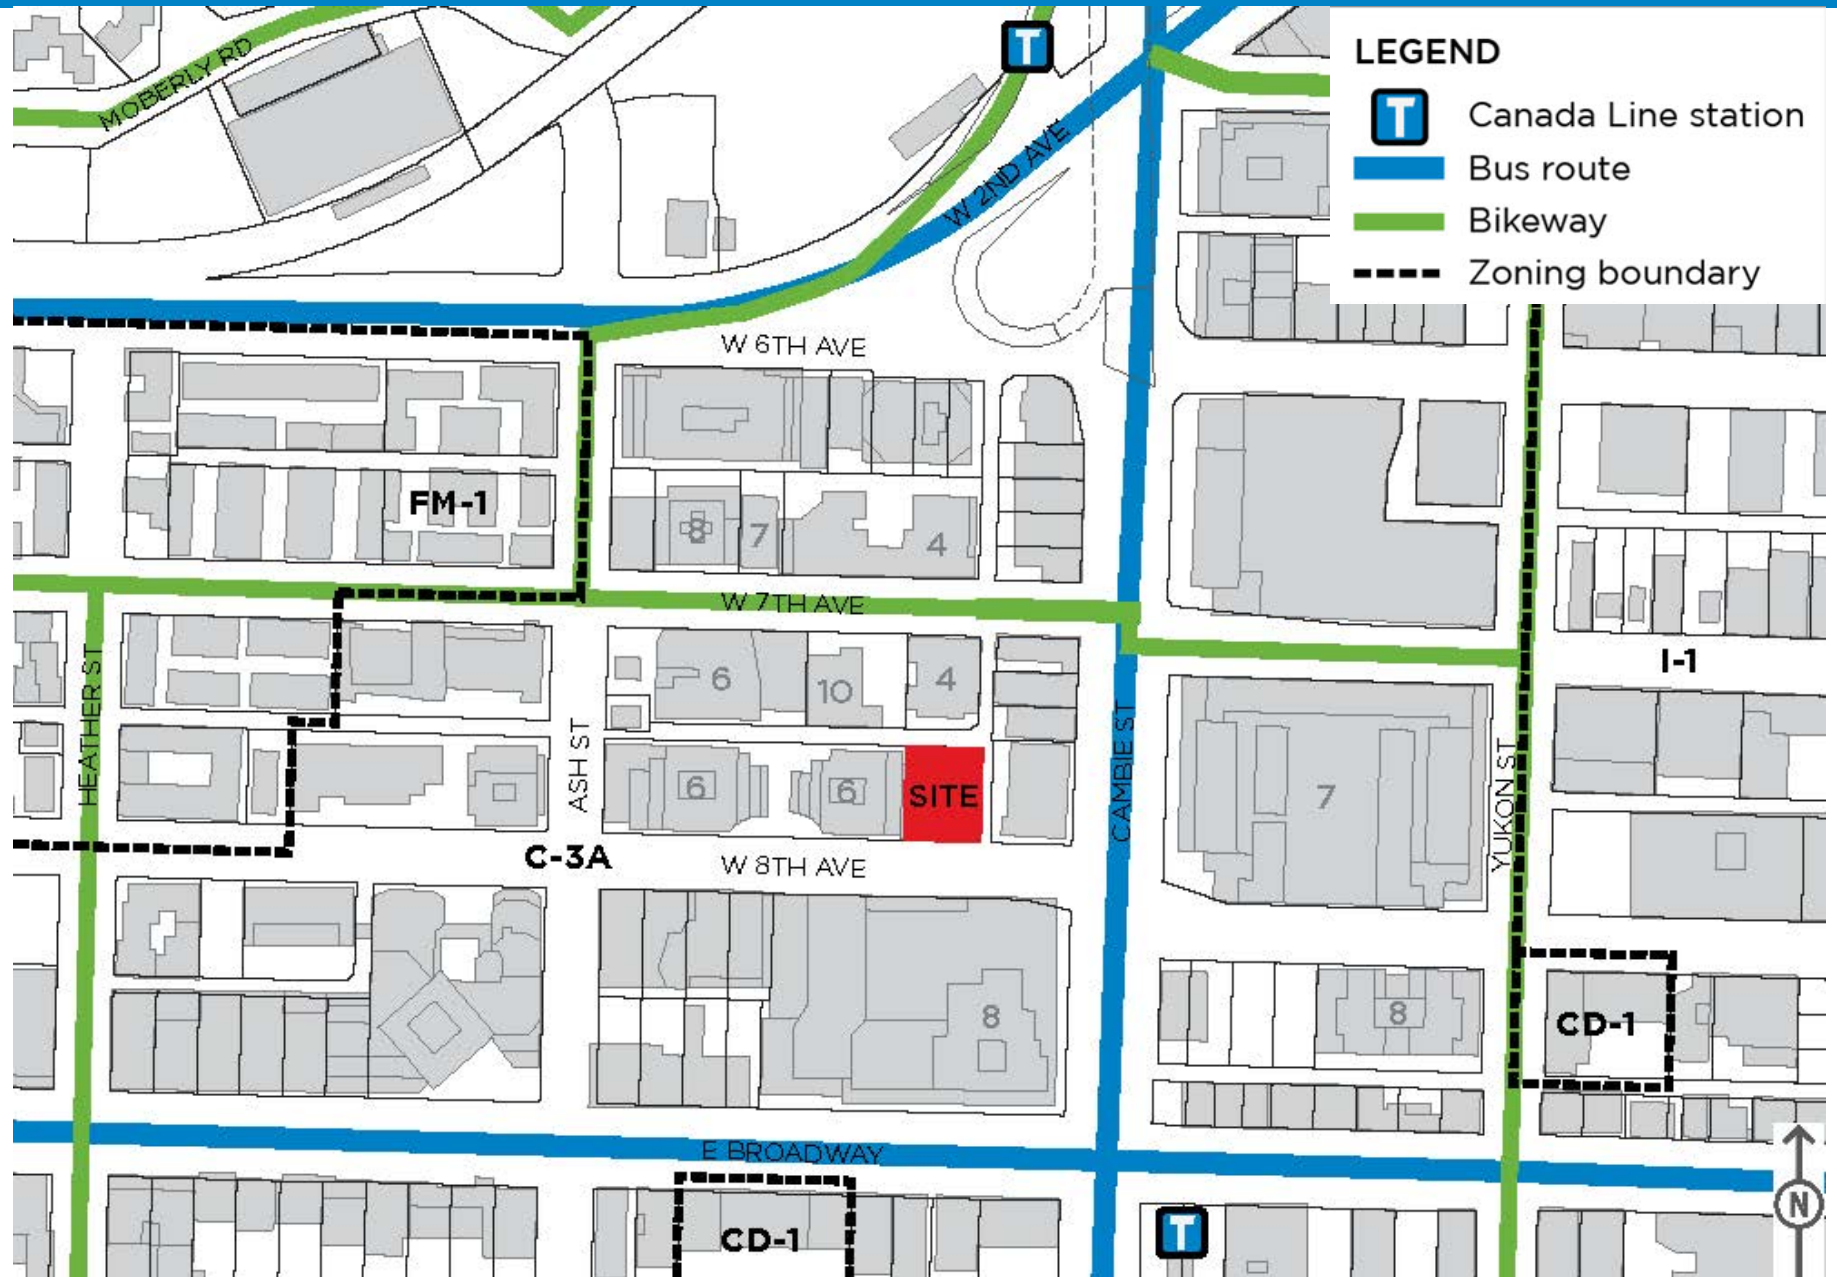 LEGEND
T Canada Line station
Bus route
Bikeway
Zoning boundary
T
MOBERLY RD
W 2ND AVE
W 6TH AVE
FM-1
8
7
4
W 7TH AVE
HEATHER ST
ASH ST
6
10
4
6
6
SITE
CAMBIE ST
7
YUKON ST
I-1
C-3A
W 8TH AVE
8
8
CD-1
E BROADWAY
CD-1
T
N